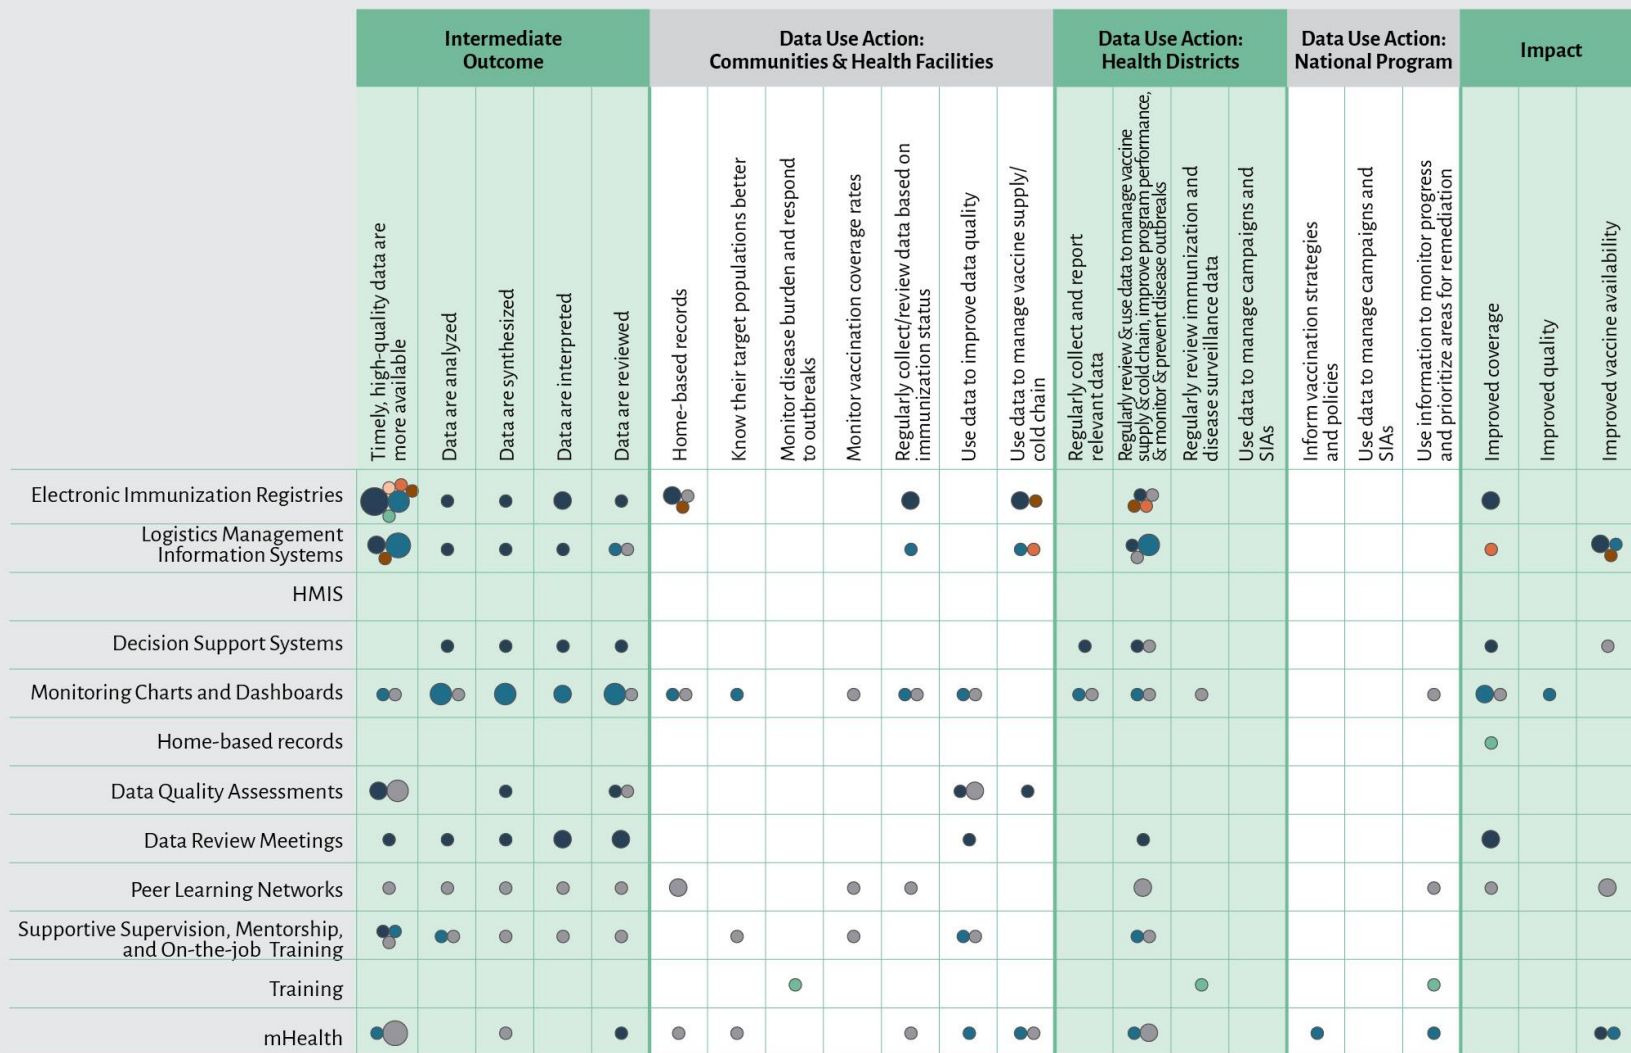 Intermediate
Outcome
Data Use Action:
Communities & Health Facilities
Data Use Action:
Health Districts
Data Use Action:
National Program
Impact
Timely, high-quality data are
more available
Data are analyzed
Data are synthesized
Data are interpreted
Data are reviewed
Home-based records
Know their target populations better
Monitor disease burden and respond
to outbreaks
Monitor vaccination coverage rates
Regularly collect/review data based on
immunization status
Use data to improve data quality
Use data to manage vaccine supply/
cold chain
Regularly collect and report
relevant data
Regularly review & use data to manage vaccine
supply & cold chain, improve program performance,
& monitor & prevent disease outbreaks
Regularly review immunization and
disease surveillance data
Use data to manage campaigns and
SIAs
Inform vaccination strategies
and policies
Use data to manage campaigns and
SIAs
Use information to monitor progress
and prioritize areas for remediation
Improved coverage
Improved quality
Improved vaccine availability
Electronic Immunization Registries
Logistics Management
Information Systems
HMIS
Decision Support Systems
Monitoring Charts and Dashboards
Home-based records
Data Quality Assessments
Data Review Meetings
Peer Learning Networks
Supportive Supervision, Mentorship,
and On-the-job Training
Training
mHealth